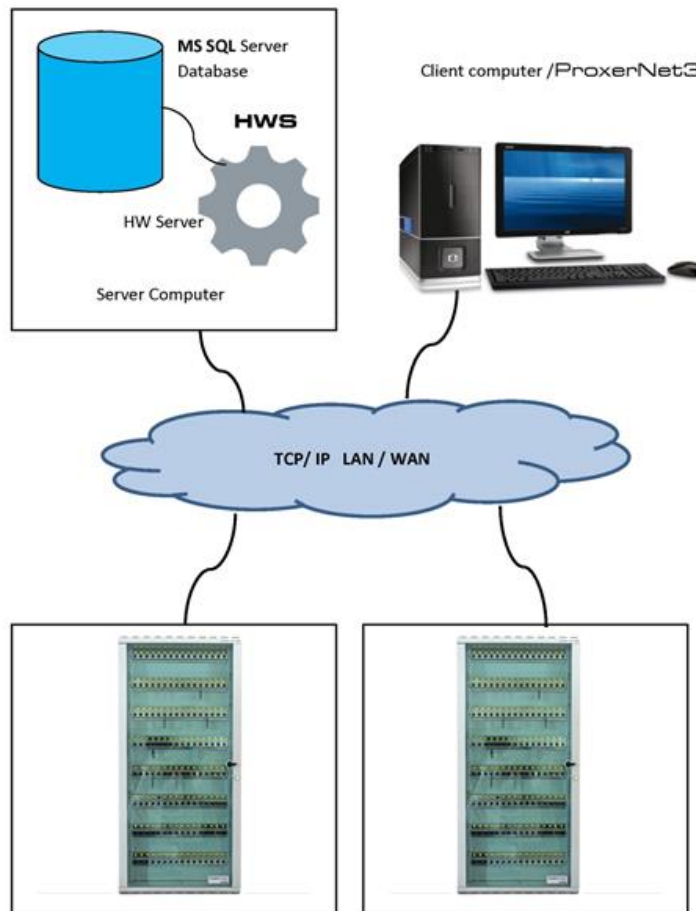 MS SQL Server
Database
HWS
HW Server
Server Computer
Client computer /ProxerNet3
TCP/ IP LAN / WAN